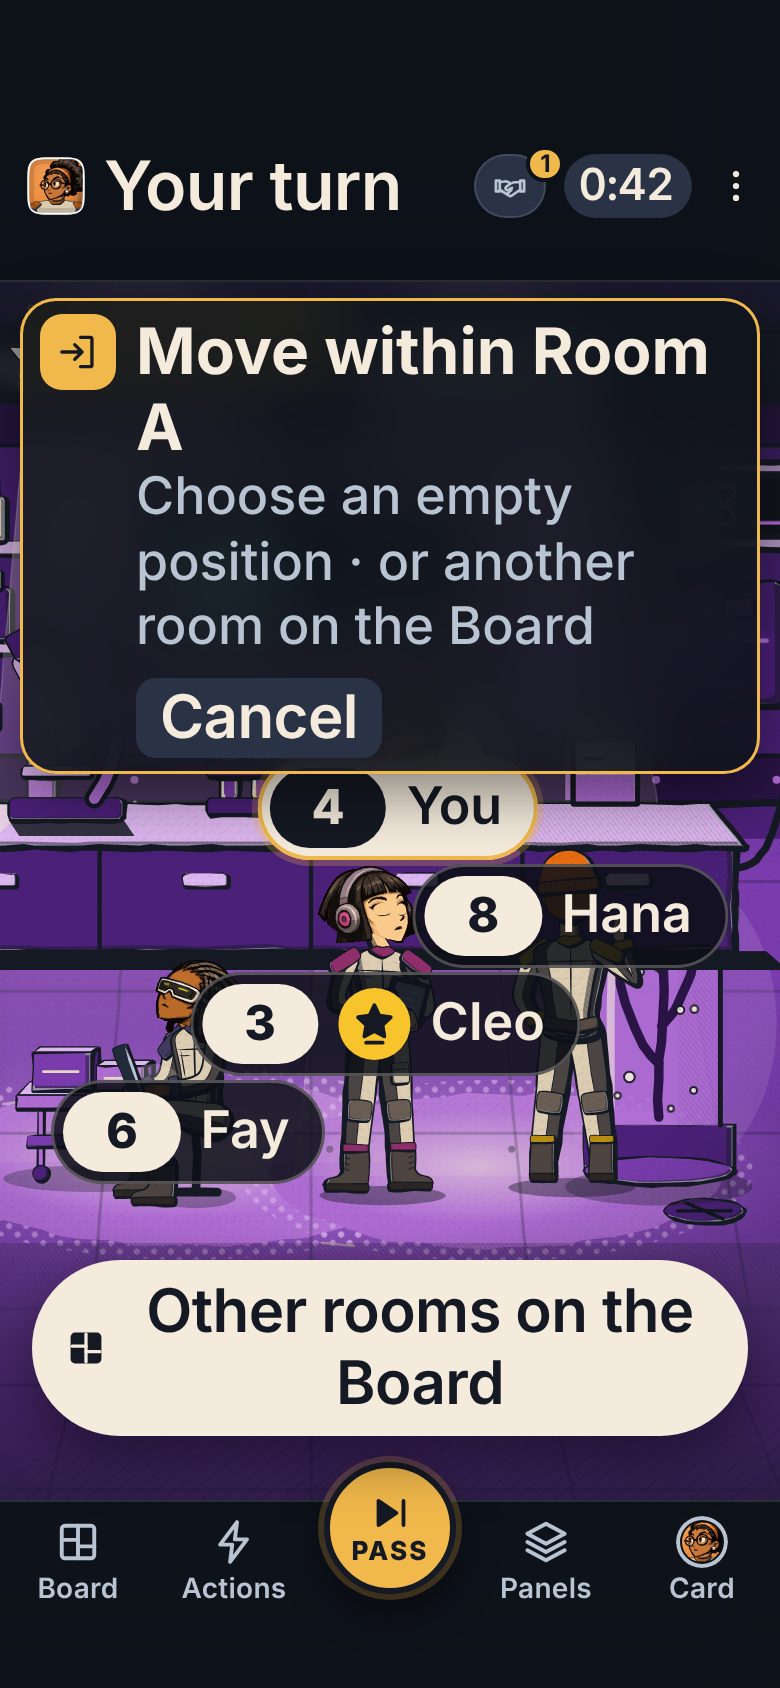 Your turn
1
0:42
Move within Room
A
Choose an empty
position · or another
room on the Board
Cancel
4 You
8 Hana
3 Cleo
6 Fay
Other rooms on the
Board
PASS
Board
Actions
Panels
Card